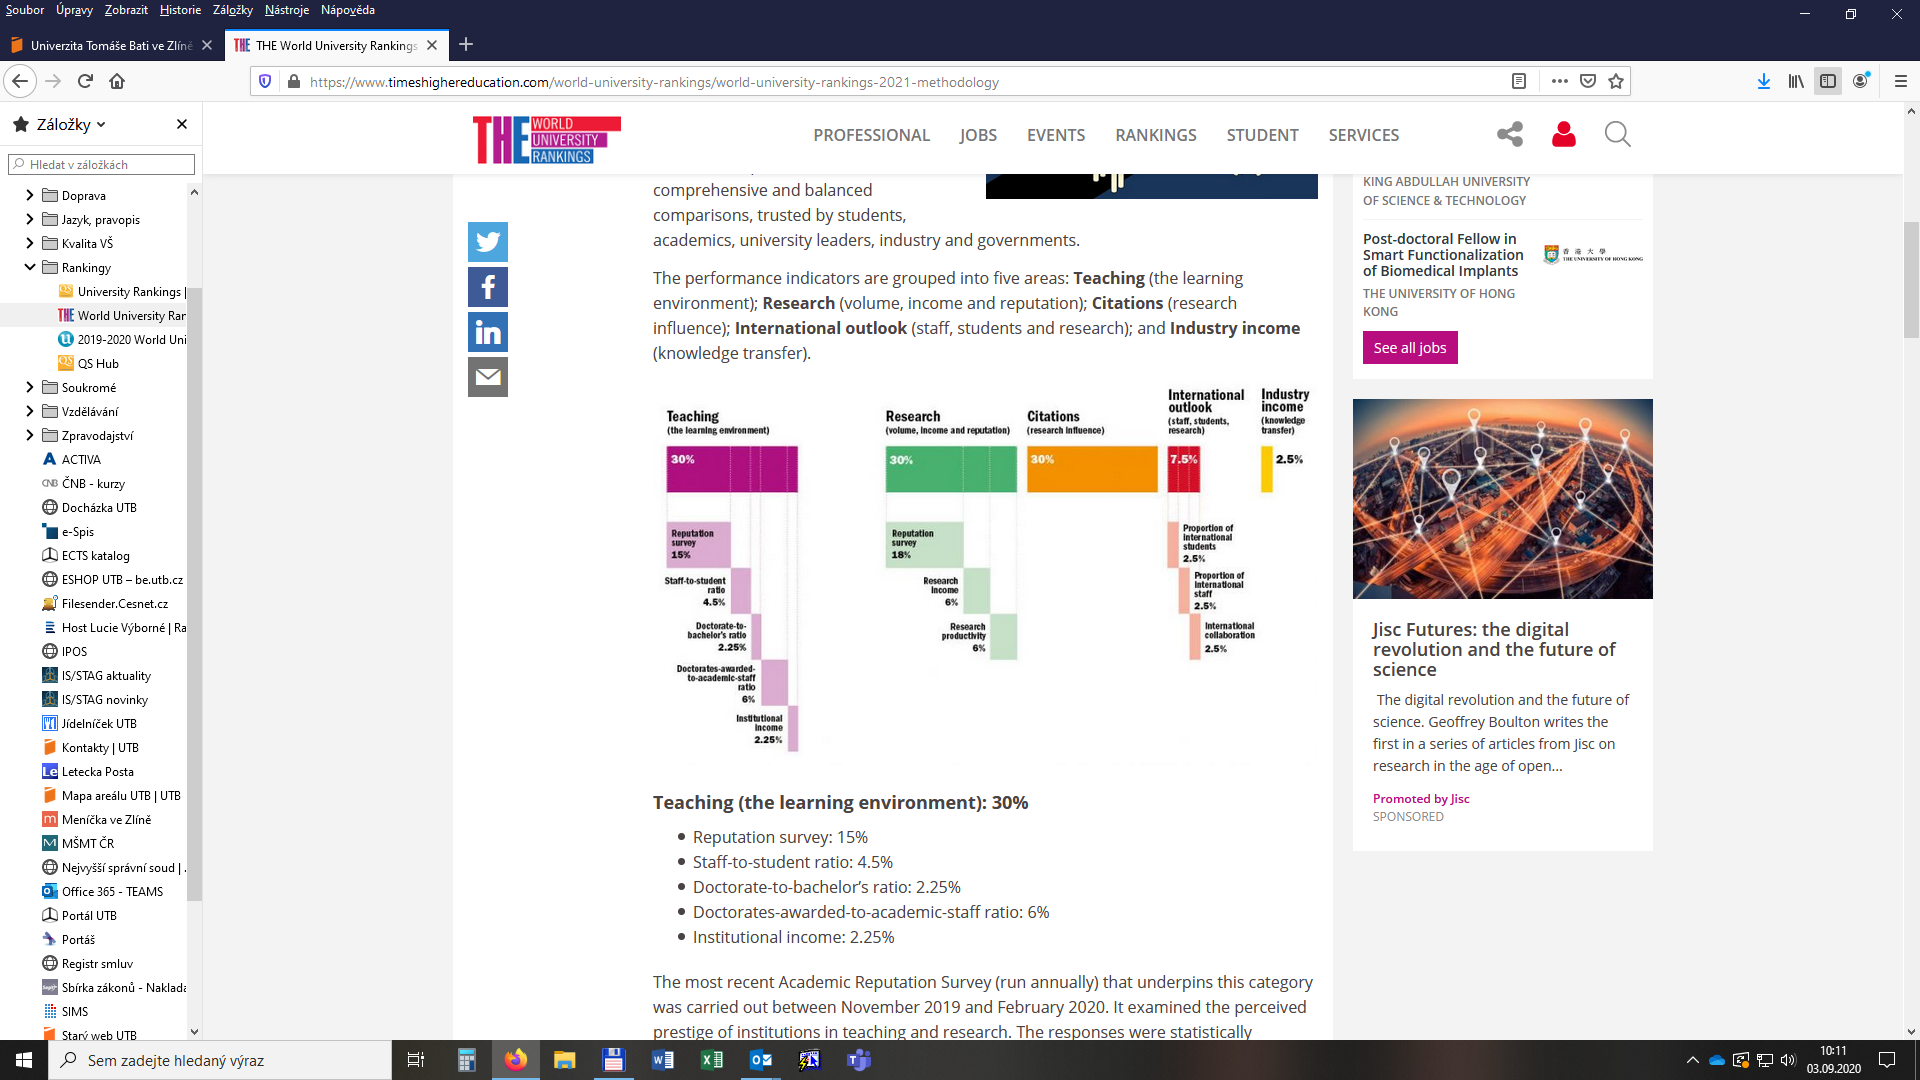 Soubor Úpravy Zobrazit Historie Záložky Nástroje Nápověda
Univerzita Tomáše Bati ve Zlíně
THE THE World University Rankings
https://www.timeshighereducation.com/world-university-rankings/world-university-rankings-2021-methodology
Záložky
Hledat v záložkách
Doprava
Jazyk, pravopis
Kvalita VŠ
Rankingy
University Rankings |
THE World University Ran
2019-2020 World Uni
QS QS Hub
Soukromé
Vzdělávání
Zpravodajství
ACTIVA
ČNB - kurzy
Docházka UTB
e-Spis
ECTS katalog
ESHOP UTB – be.utb.cz
Filesender.Cesnet.cz
Host Lucie Výborné | Ra
IPOS
IS/STAG aktuality
IS/STAG novinky
Jídelníček UTB
Kontakty | UTB
Le Letecka Posta
Mapa areálu UTB | UTB
m Meníčka ve Zlíně
M MŠMT ČR
Nejvyšší správní soud | .
Office 365 - TEAMS
Portál UTB
Portáš
Registr smluv
Sbírka zákonů - Naklada
SIMS
Starý web UTB
THE WORLD UNIVERSITY RANKINGS
PROFESSIONAL JOBS EVENTS RANKINGS STUDENT SERVICES
comprehensive and balanced
comparisons, trusted by students,
academics, university leaders, industry and governments.
The performance indicators are grouped into five areas: Teaching (the learning
environment); Research (volume, income and reputation); Citations (research
influence); International outlook (staff, students and research); and Industry income
(knowledge transfer).
Teaching
(the learning environment)
30%
Reputation
survey
15%
Staff-to-student
ratio
4.5%
Doctorate-to-
bachelor's ratio
2.25%
Doctorates-awarded-
to-academic-staff
ratio
6%
Institutional
income
2.25%
Research
(volume, income and reputation)
30%
Reputation
survey
18%
Research
income
6%
Research
productivity
6%
Citations
(research influence)
30%
International
outlook
(staff, students,
research)
7.5%
Proportion of
international
students
2.5%
Proportion of
international
staff
2.5%
International
collaboration
2.5%
Industry
income
(knowledge
transfer)
2.5%
Teaching (the learning environment): 30%
Reputation survey: 15%
Staff-to-student ratio: 4.5%
Doctorate-to-bachelor’s ratio: 2.25%
Doctorates-awarded-to-academic-staff ratio: 6%
Institutional income: 2.25%
The most recent Academic Reputation Survey (run annually) that underpins this category
was carried out between November 2019 and February 2020. It examined the perceived
prestige of institutions in teaching and research. The responses were statistically
KING ABDULLAH UNIVERSITY
OF SCIENCE & TECHNOLOGY
Post-doctoral Fellow in
Smart Functionalization
of Biomedical Implants
THE UNIVERSITY OF HONG
KONG
香港大學
THE UNIVERSITY OF HONG KONG
See all jobs
Jisc Futures: the digital
revolution and the future of
science
The digital revolution and the future of
science. Geoffrey Boulton writes the
first in a series of articles from Jisc on
research in the age of open...
Promoted by Jisc
SPONSORED
Sem zadejte hledaný výraz
10:11
03.09.2020